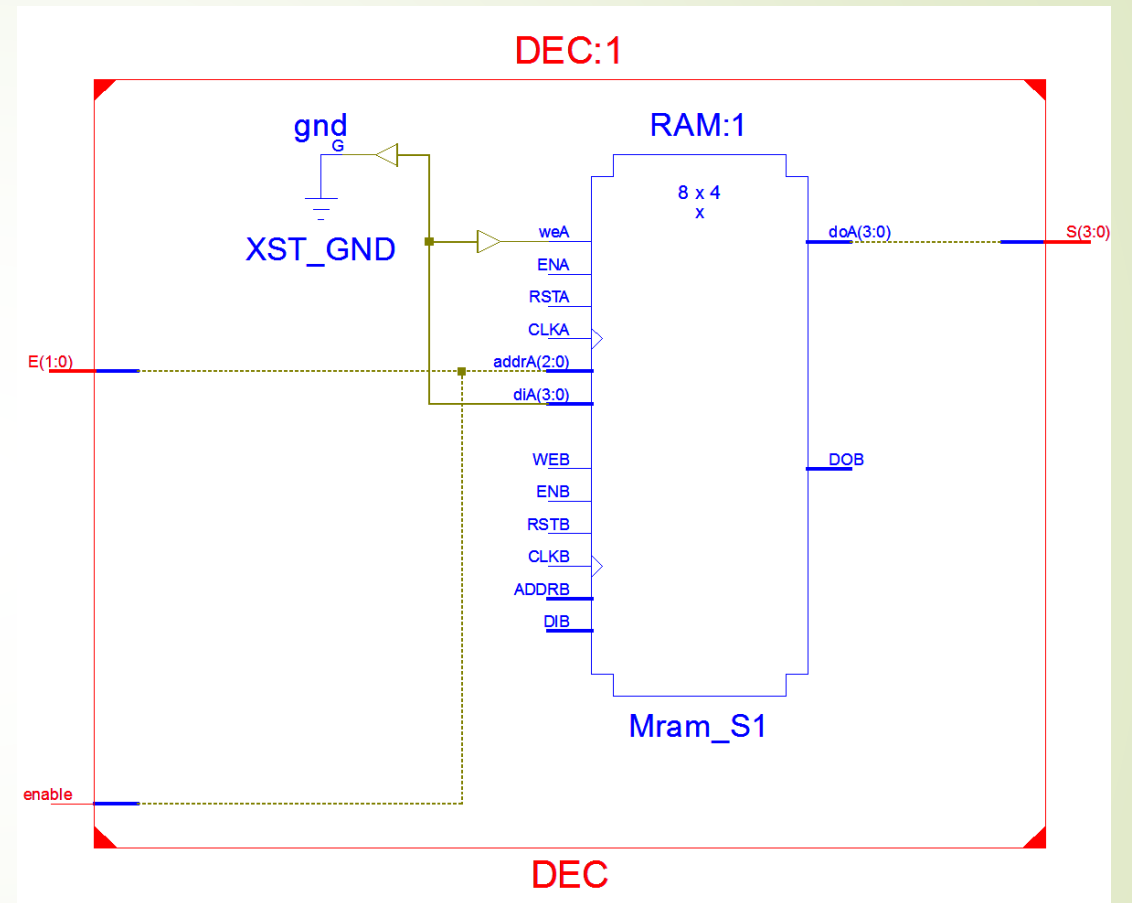 DEC:1
gnd
G
XST_GND
RAM:1
8 x 4
x
weA
ENA
RSTA
CLKA
addrA(2:0)
diA(3:0)
WEB
ENB
RSTB
CLKB
ADDRB
DIB
doA(3:0)
DOB
S(3:0)
E(1:0)
enable
Mram_S1
DEC